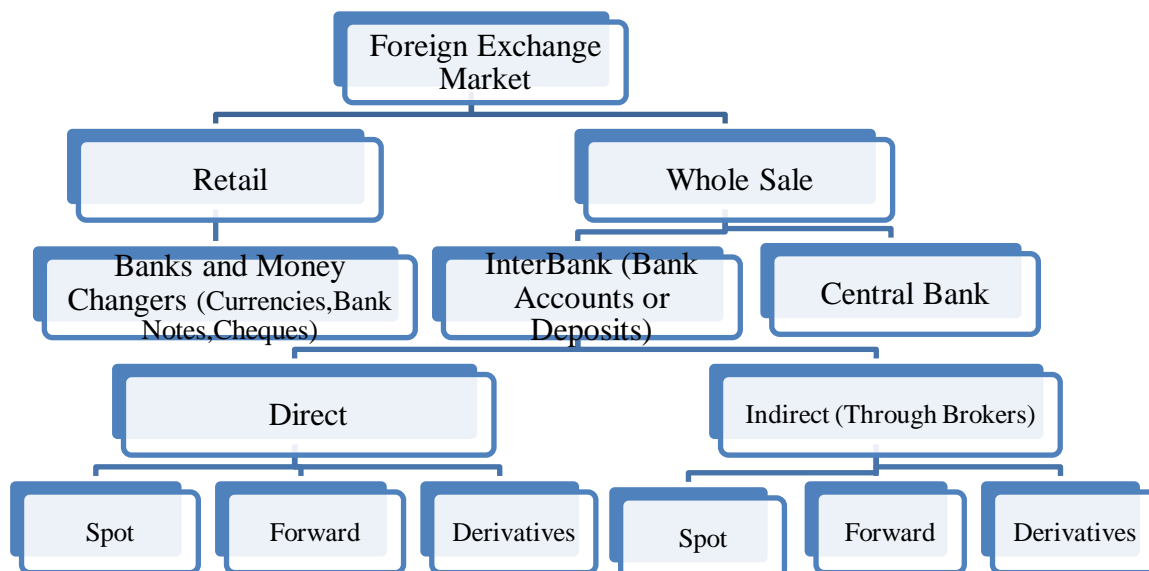 Foreign Exchange
Market
Retail
Whole Sale
Banks and Money
Changers (Currencies,Bank
Notes,Cheques)
InterBank (Bank
Accounts or
Deposits)
Central Bank
Direct
Indirect (Through Brokers)
Spot
Forward
Derivatives
Spot
Forward
Derivatives